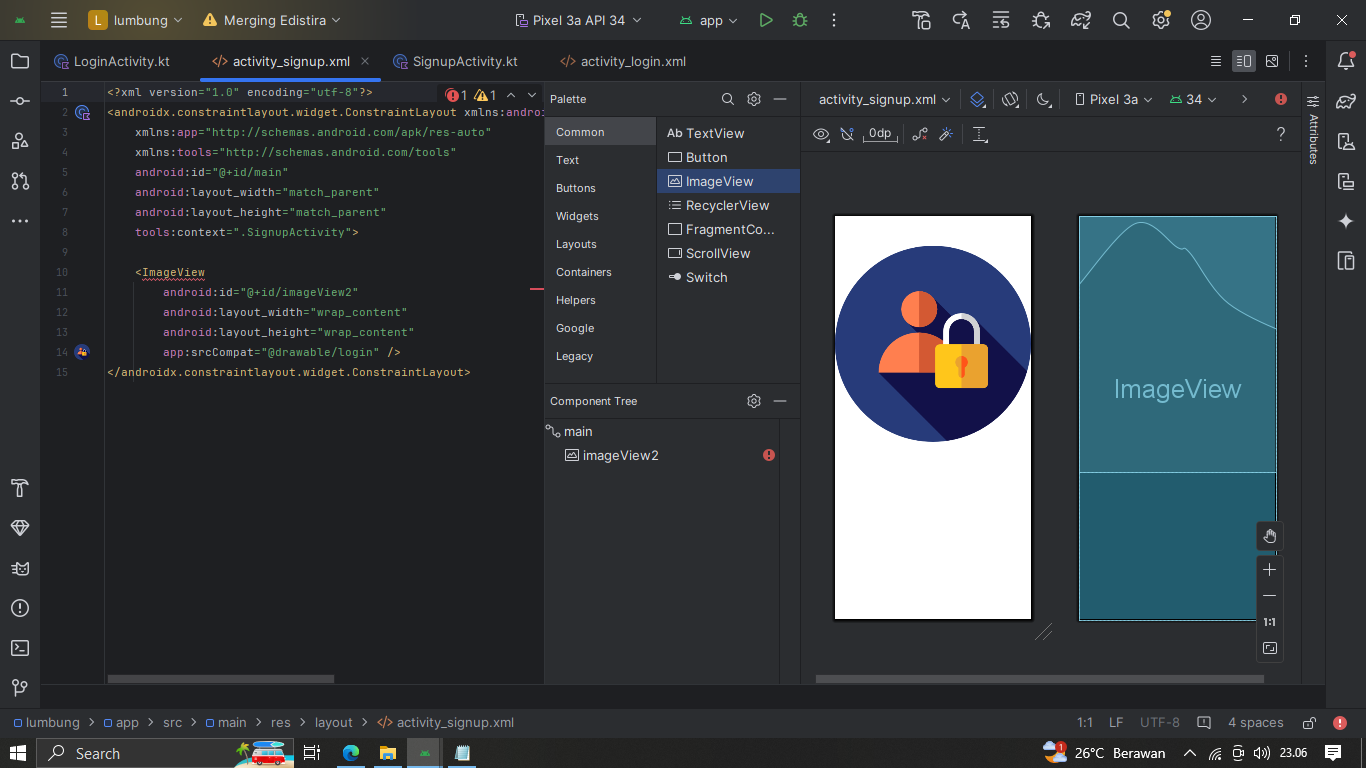 L lumbung
Merging Edistira
Pixel 3a API 34
app
LoginActivity.kt
activity_signup.xml
SignupActivity.kt
activity_login.xml
1 <?xml version="1.0" encoding="utf-8"?>
1 1
2 <androidx.constraintlayout.widget.ConstraintLayout xmlns:androi
3 xmlns:app="http://schemas.android.com/apk/res-auto"
4 xmlns:tools="http://schemas.android.com/tools"
5 android:id="@+id/main"
6 android:layout_width="match_parent"
7 android:layout_height="match_parent"
8 tools:context=".SignupActivity">
9
10 <ImageView
11 android:id="@+id/imageView2"
12 android:layout_width="wrap_content"
13 android:layout_height="wrap_content"
14 app:srcCompat="@drawable/login" />
15 </androidx.constraintlayout.widget.ConstraintLayout>
Palette
Common
Text
Buttons
Widgets
Layouts
Containers
Helpers
Google
Legacy
Ab TextView
Button
ImageView
RecyclerView
FragmentCo...
ScrollView
Switch
Component Tree
main
imageView2
activity_signup.xml
Pixel 3a
34
0dp
?
Attributes
ImageView
1:1
lumbung > app > src > main > res > layout > activity_signup.xml
1:1 LF UTF-8 4 spaces
Search
1
26°C Berawan
23.06